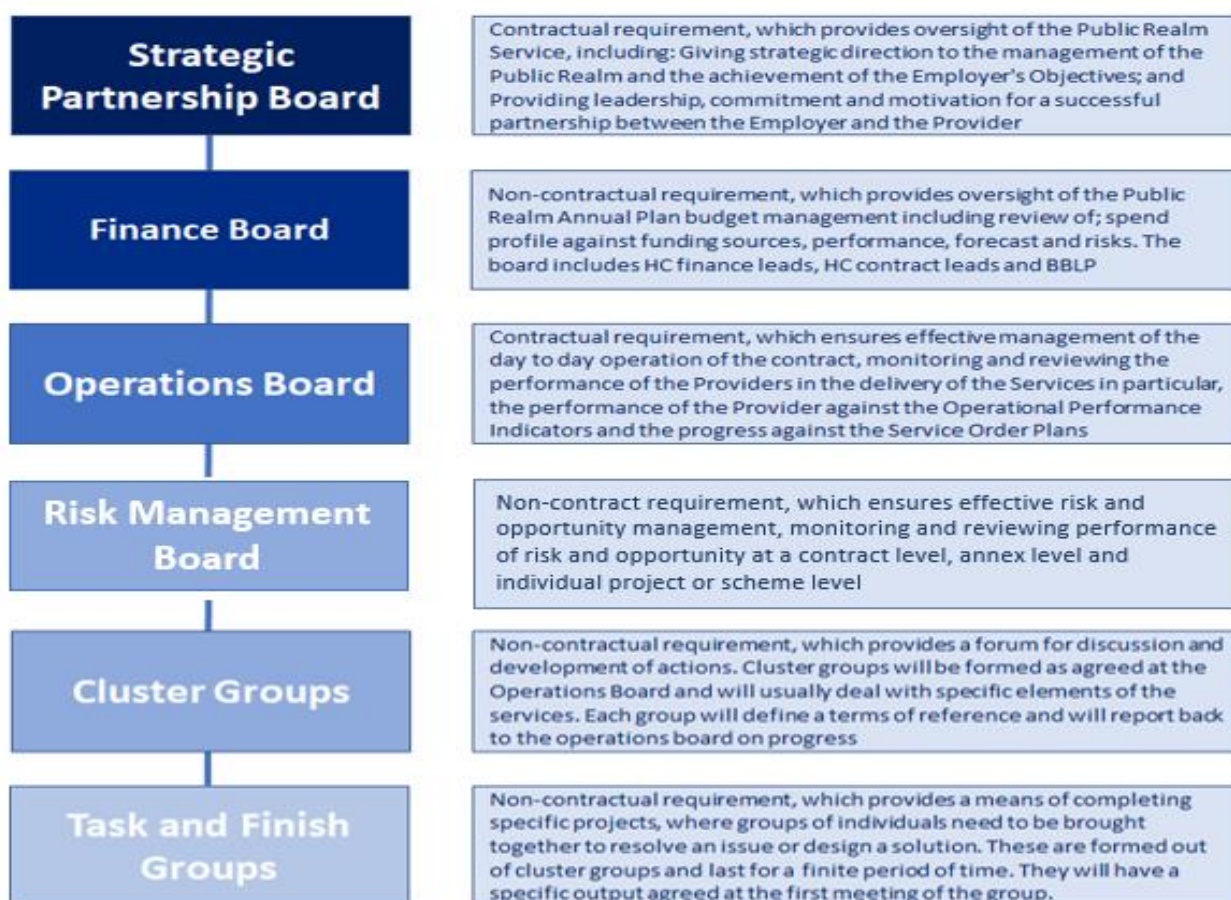 Strategic
Partnership Board
Contractual requirement, which provides oversight of the Public Realm
Service, including: Giving strategic direction to the management of the
Public Realm and the achievement of the Employer's Objectives; and
Providing leadership, commitment and motivation for a successful
partnership between the Employer and the Provider
Finance Board
Non-contractual requirement, which provides oversight of the Public
Realm Annual Plan budget management including review of; spend
profile against funding sources, performance, forecast and risks. The
board includes HC finance leads, HC contract leads and BBLP
Operations Board
Contractual requirement, which ensures effective management of the
day to day operation of the contract, monitoring and reviewing the
performance of the Providers in the delivery of the Services in particular,
the performance of the Provider against the Operational Performance
Indicators and the progress against the Service Order Plans
Risk Management
Board
Non-contract requirement, which ensures effective risk and
opportunity management, monitoring and reviewing performance
of risk and opportunity at a contract level, annex level and
individual project or scheme level
Cluster Groups
Non-contractual requirement, which provides a forum for discussion and
development of actions. Cluster groups will be formed as agreed at the
Operations Board and will usually deal with specific elements of the
services. Each group will define a terms of reference and will report back
to the operations board on progress
Task and Finish
Groups
Non-contractual requirement, which provides a means of completing
specific projects, where groups of individuals need to be brought
together to resolve an issue or design a solution. These are formed out
of cluster groups and last for a finite period of time. They will have a
specific output agreed at the first meeting of the group.